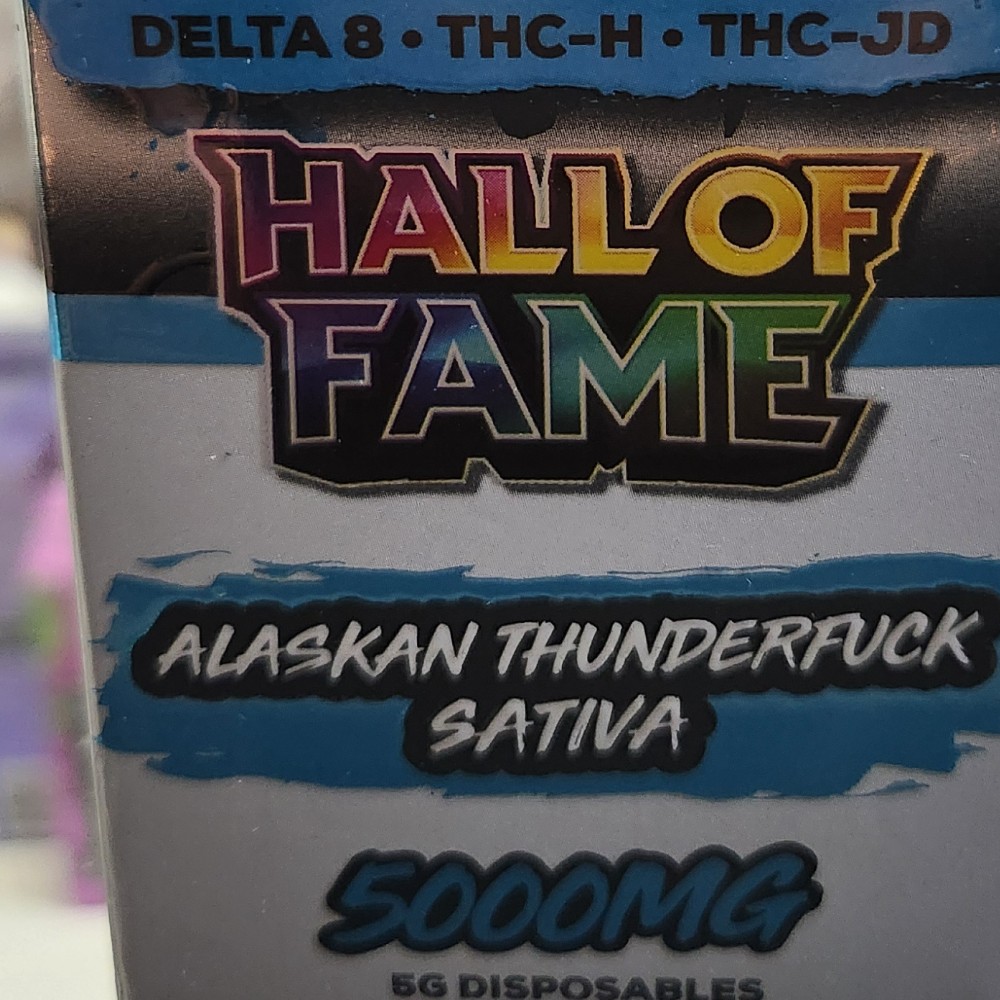 DELTA 8 • THC-H • THC-JD
HALL OF
FAME
ALASKAN THUNDERFUCK
SATIVA
5000MG
5G DISPOSABLES